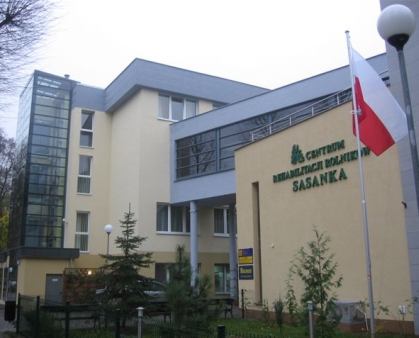 CENTRUM
REHABILITACJI ROLNIKÓW
SASANKA